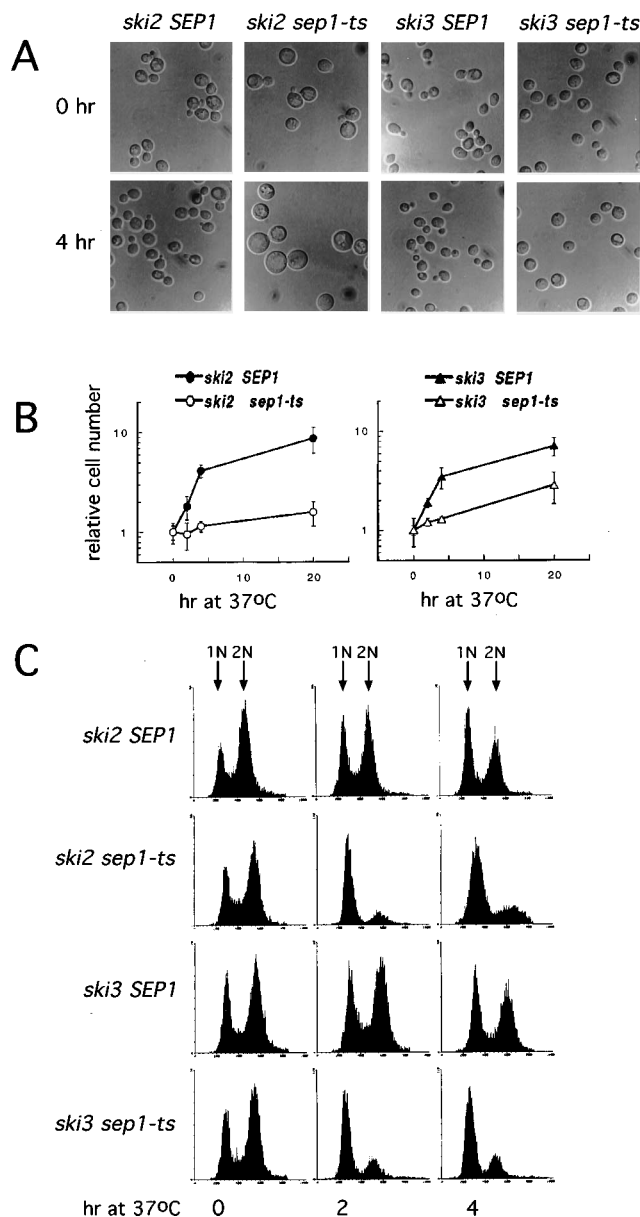 ski2 SEP1 ski2 sep1-ts ski3 SEP1 ski3 sep1-ts
A
0 hr
4 hr
B
ski2 SEP1
ski2 sep1-ts
ski3 SEP1
ski3 sep1-ts
relative cell number
10
1
0 10 20
hr at 37ºC
10
1
0 10 20
hr at 37ºC
C
1N 2N 1N 2N 1N 2N
ski2 SEP1
ski2 sep1-ts
ski3 SEP1
ski3 sep1-ts
hr at 37ºC 0 2 4